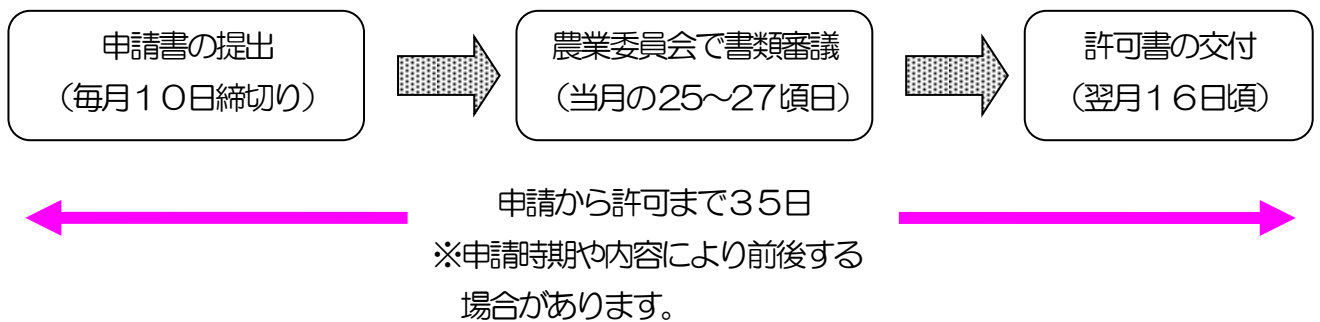 申請書の提出
（毎月１０日締切り）
農業委員会で書類審議
（当月の25～27頃日）
許可書の交付
（翌月１６日頃）
申請から許可まで３５日
※申請時期や内容により前後する
場合があります。